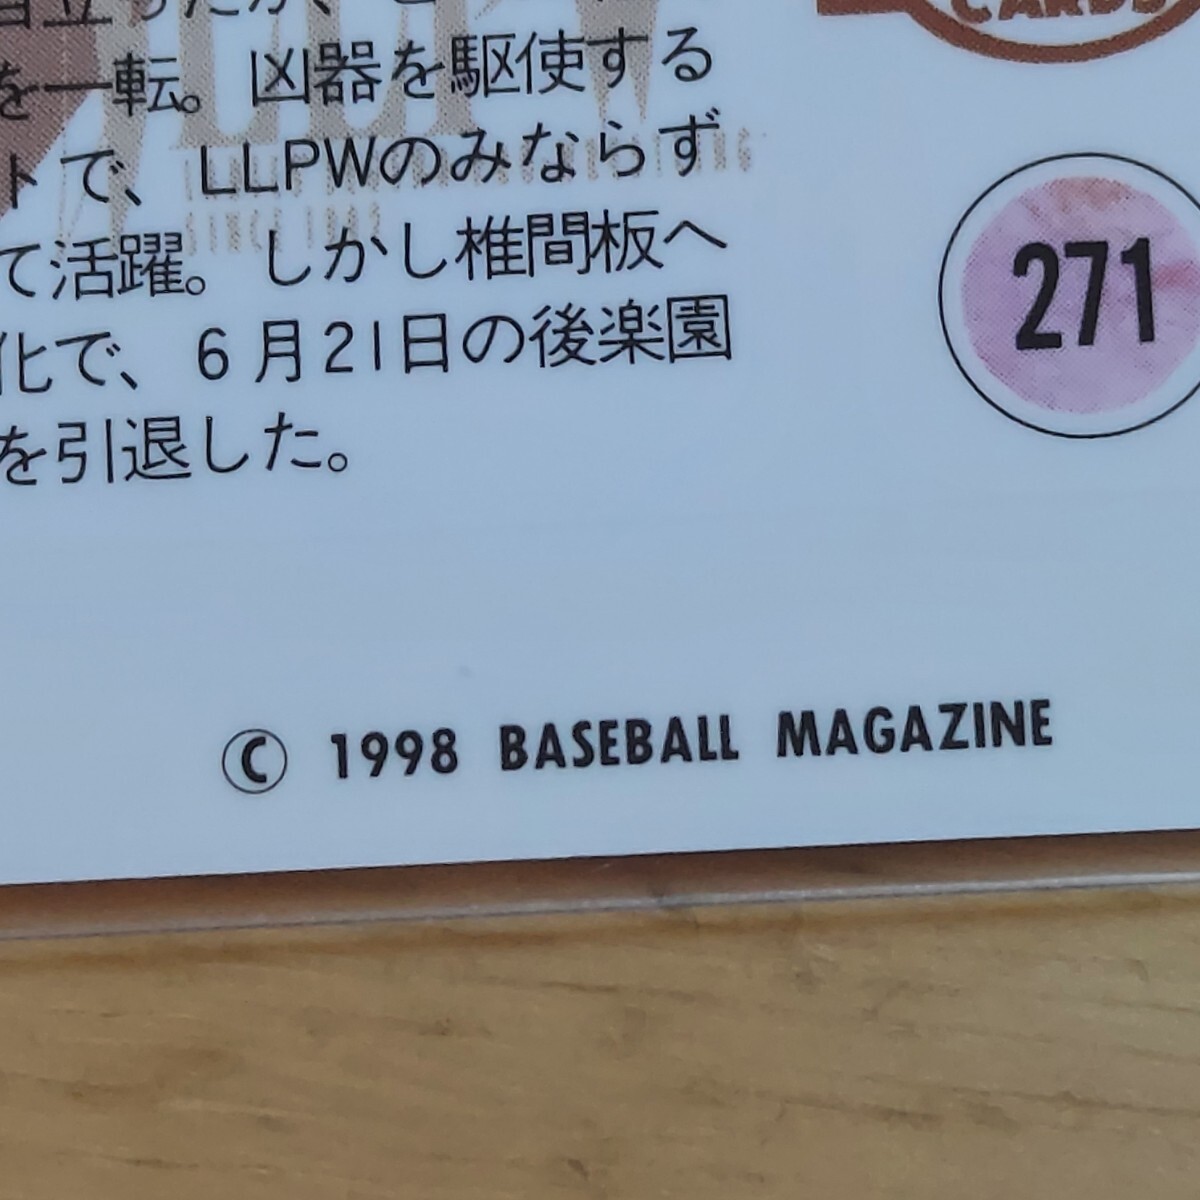 CARDS
を一転。凶器を駆使する
トで、LLPWのみならず
て活躍。しかし椎間板へ
化で、6月21日の後楽園
を引退した。
271
© 1998 BASEBALL MAGAZINE